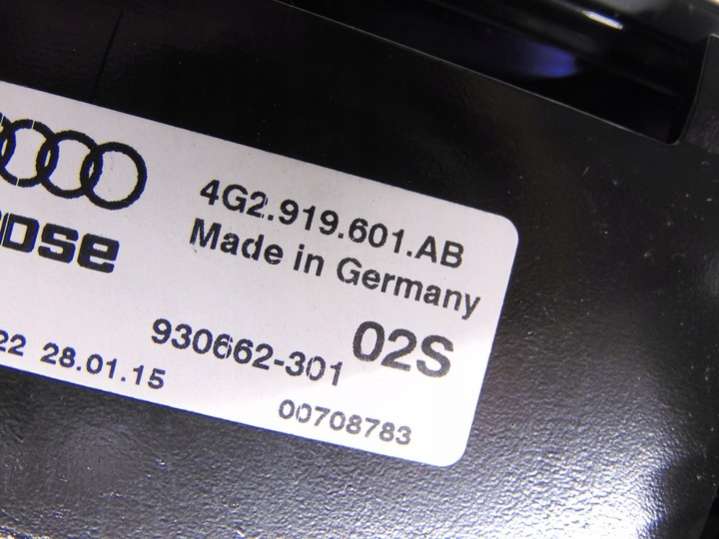 4G2.919.601.AB
Made in Germany
930662-301 02S
22 28.01.15
00708783